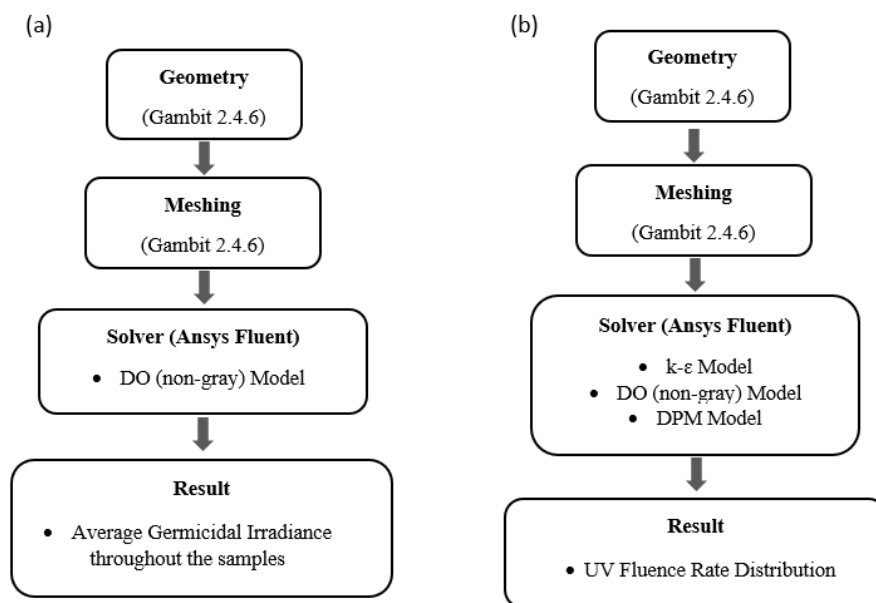 (a)
Geometry
(Gambit 2.4.6)
Meshing
(Gambit 2.4.6)
Solver (Ansys Fluent)
• DO (non-gray) Model
Result
• Average Germicidal Irradiance
throughout the samples
(b)
Geometry
(Gambit 2.4.6)
Meshing
(Gambit 2.4.6)
Solver (Ansys Fluent)
• k-ε Model
• DO (non-gray) Model
• DPM Model
Result
• UV Fluence Rate Distribution